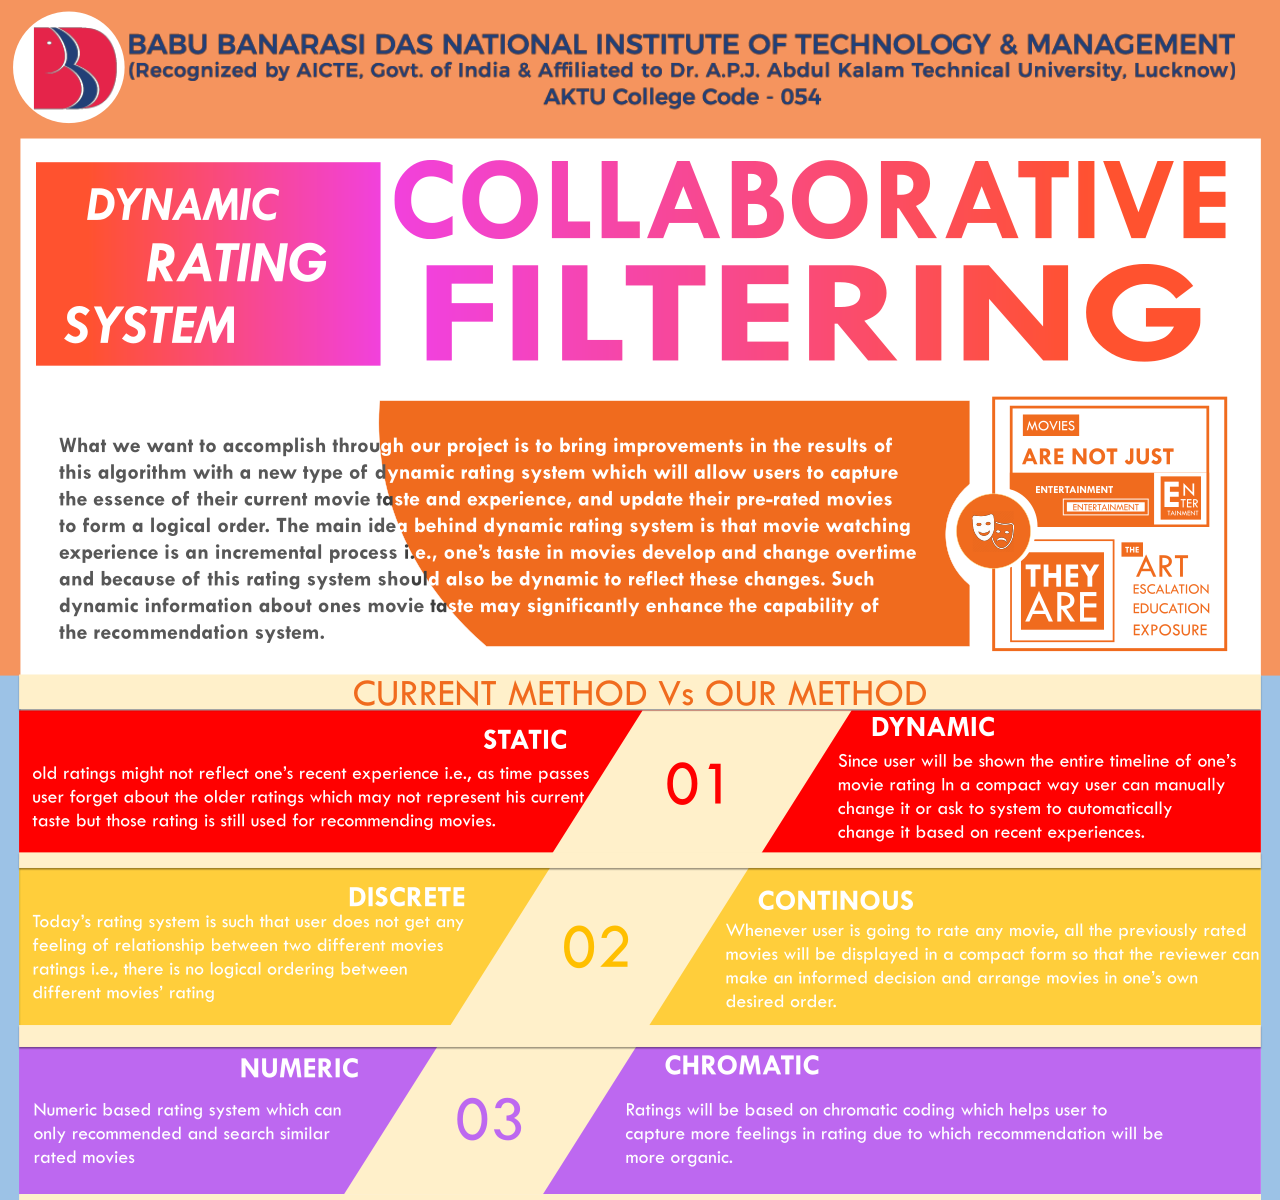 BABU BANARASI DAS NATIONAL INSTITUTE OF TECHNOLOGY & MANAGEMENT
(Recognized by AICTE, Govt. of India & Affiliated to Dr. A.P.J. Abdul Kalam Technical University, Lucknow)
AKTU College Code - 054
DYNAMIC
RATING
SYSTEM
COLLABORATIVE
FILTERING
What we want to accomplish through our project is to bring improvements in the results of
this algorithm with a new type of dynamic rating system which will allow users to capture
the essence of their current movie taste and experience, and update their pre-rated movies
to form a logical order. The main idea behind dynamic rating system is that movie watching
experience is an incremental process i.e., one's taste in movies develop and change overtime
and because of this rating system should also be dynamic to reflect these changes. Such
dynamic information about ones movie taste may significantly enhance the capability of
the recommendation system.
MOVIES
ARE NOT JUST
ENTERTAINMENT
ENTERTAINMENT
EN
TER
TAINMENT
THEY
ARE
THE
ART
ESCALATION
EDUCATION
EXPOSURE
CURRENT METHOD Vs OUR METHOD
STATIC
old ratings might not reflect one's recent experience i.e., as time passes
user forget about the older ratings which may not represent his current
taste but those rating is still used for recommending movies.
01
DYNAMIC
Since user will be shown the entire timeline of one's
movie rating In a compact way user can manually
change it or ask to system to automatically
change it based on recent experiences.
DISCRETE
Today's rating system is such that user does not get any
feeling of relationship between two different movies
ratings i.e., there is no logical ordering between
different movies' rating
02
CONTINOUS
Whenever user is going to rate any movie, all the previously rated
movies will be displayed in a compact form so that the reviewer can
make an informed decision and arrange movies in one's own
desired order.
NUMERIC
Numeric based rating system which can
only recommended and search similar
rated movies
03
CHROMATIC
Ratings will be based on chromatic coding which helps user to
capture more feelings in rating due to which recommendation will be
more organic.